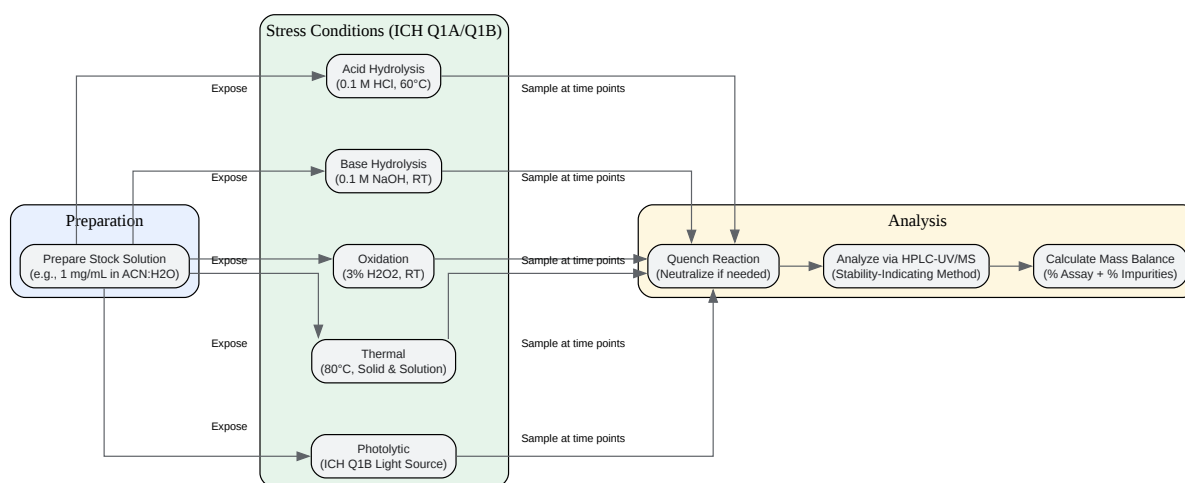 Stress Conditions (ICH Q1A/Q1B)
Acid Hydrolysis
(0.1 M HCl, 60°C)
Expose
Sample at time points
Base Hydrolysis
(0.1 M NaOH, RT)
Expose
Sample at time points
Preparation
Analysis
Prepare Stock Solution
(e.g., 1 mg/mL in ACN:H2O)
Expose
Oxidation
(3% H2O2, RT)
Sample at time points
Quench Reaction
(Neutralize if needed)
Analyze via HPLC-UV/MS
(Stability-Indicating Method)
Calculate Mass Balance
(% Assay + % Impurities)
Expose
Thermal
(80°C, Solid & Solution)
Sample at time points
Expose
Photolytic
(ICH Q1B Light Source)
Sample at time points